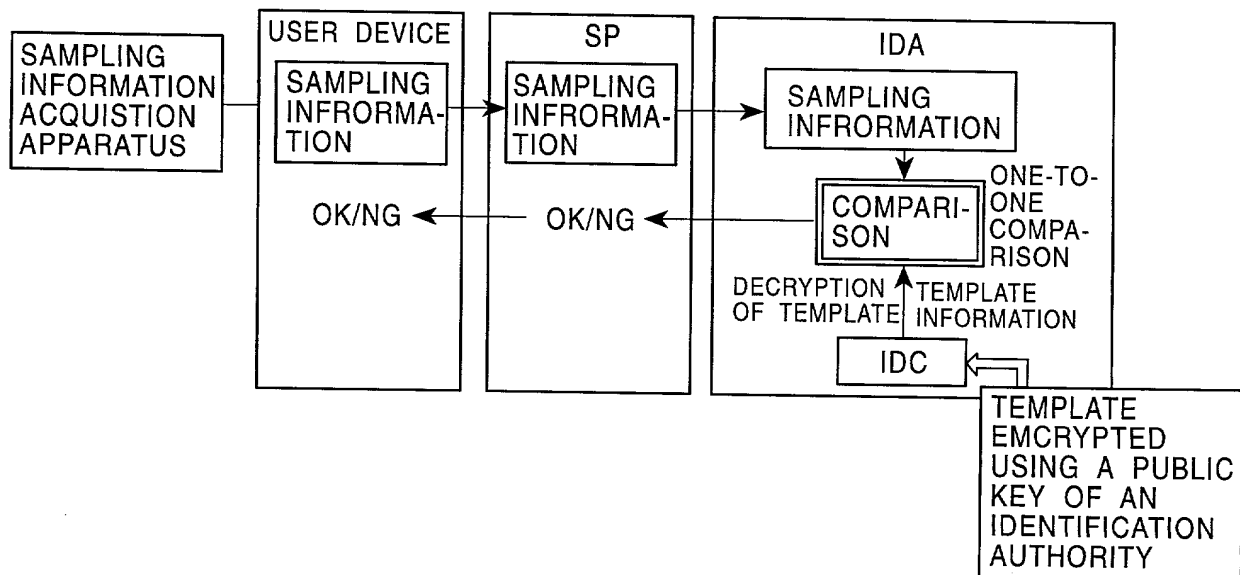 SAMPLING
INFORMATION
ACQUISTION
APPARATUS
USER DEVICE
SAMPLING
INFRORMA-
TION
OK/NG
SP
SAMPLING
INFRORMA-
TION
OK/NG
IDA
SAMPLING
INFRORMATION
COMPARI-
SON
ONE-TO-
ONE
COMPA-
RISON
DECRYPTION
OF TEMPLATE
TEMPLATE
INFORMATION
IDC
TEMPLATE
EMCRYPTED
USING A PUBLIC
KEY OF AN
IDENTIFICATION
AUTHORITY